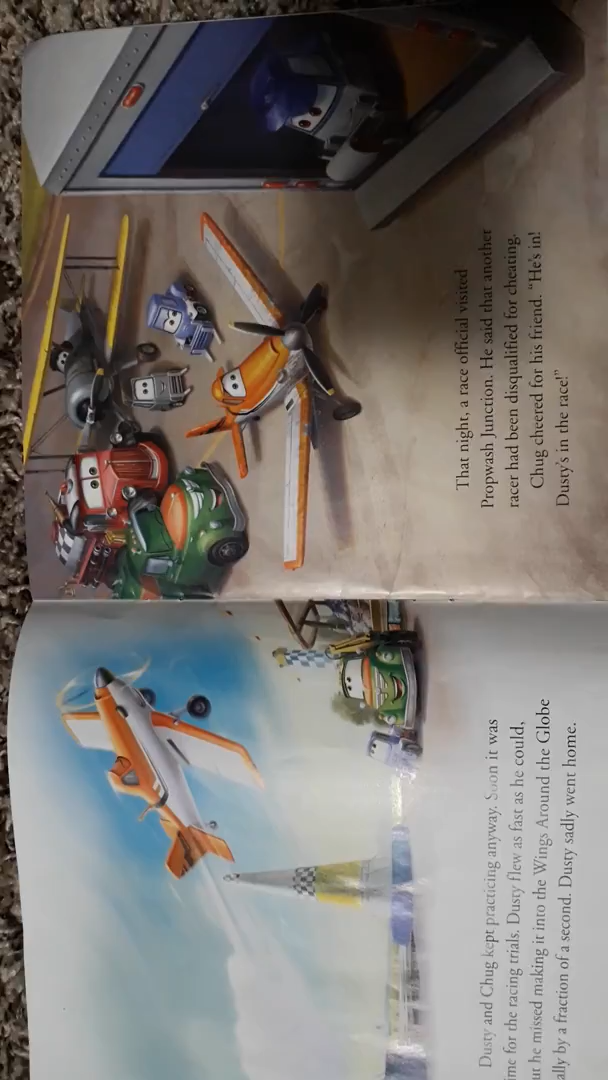 Dusty and Chug kept practicing anyway. Soon it was
for the racing trials. Dusty flew as fast as he could,
he missed making it into the Wings Around the Globe
by a fraction of a second. Dusty sadly went home.
That night, a race official visited
Propwash Junction. He said that another
racer had been disqualified for cheating.
Chug cheered for his friend. "He's in!
Dusty's in the race!"